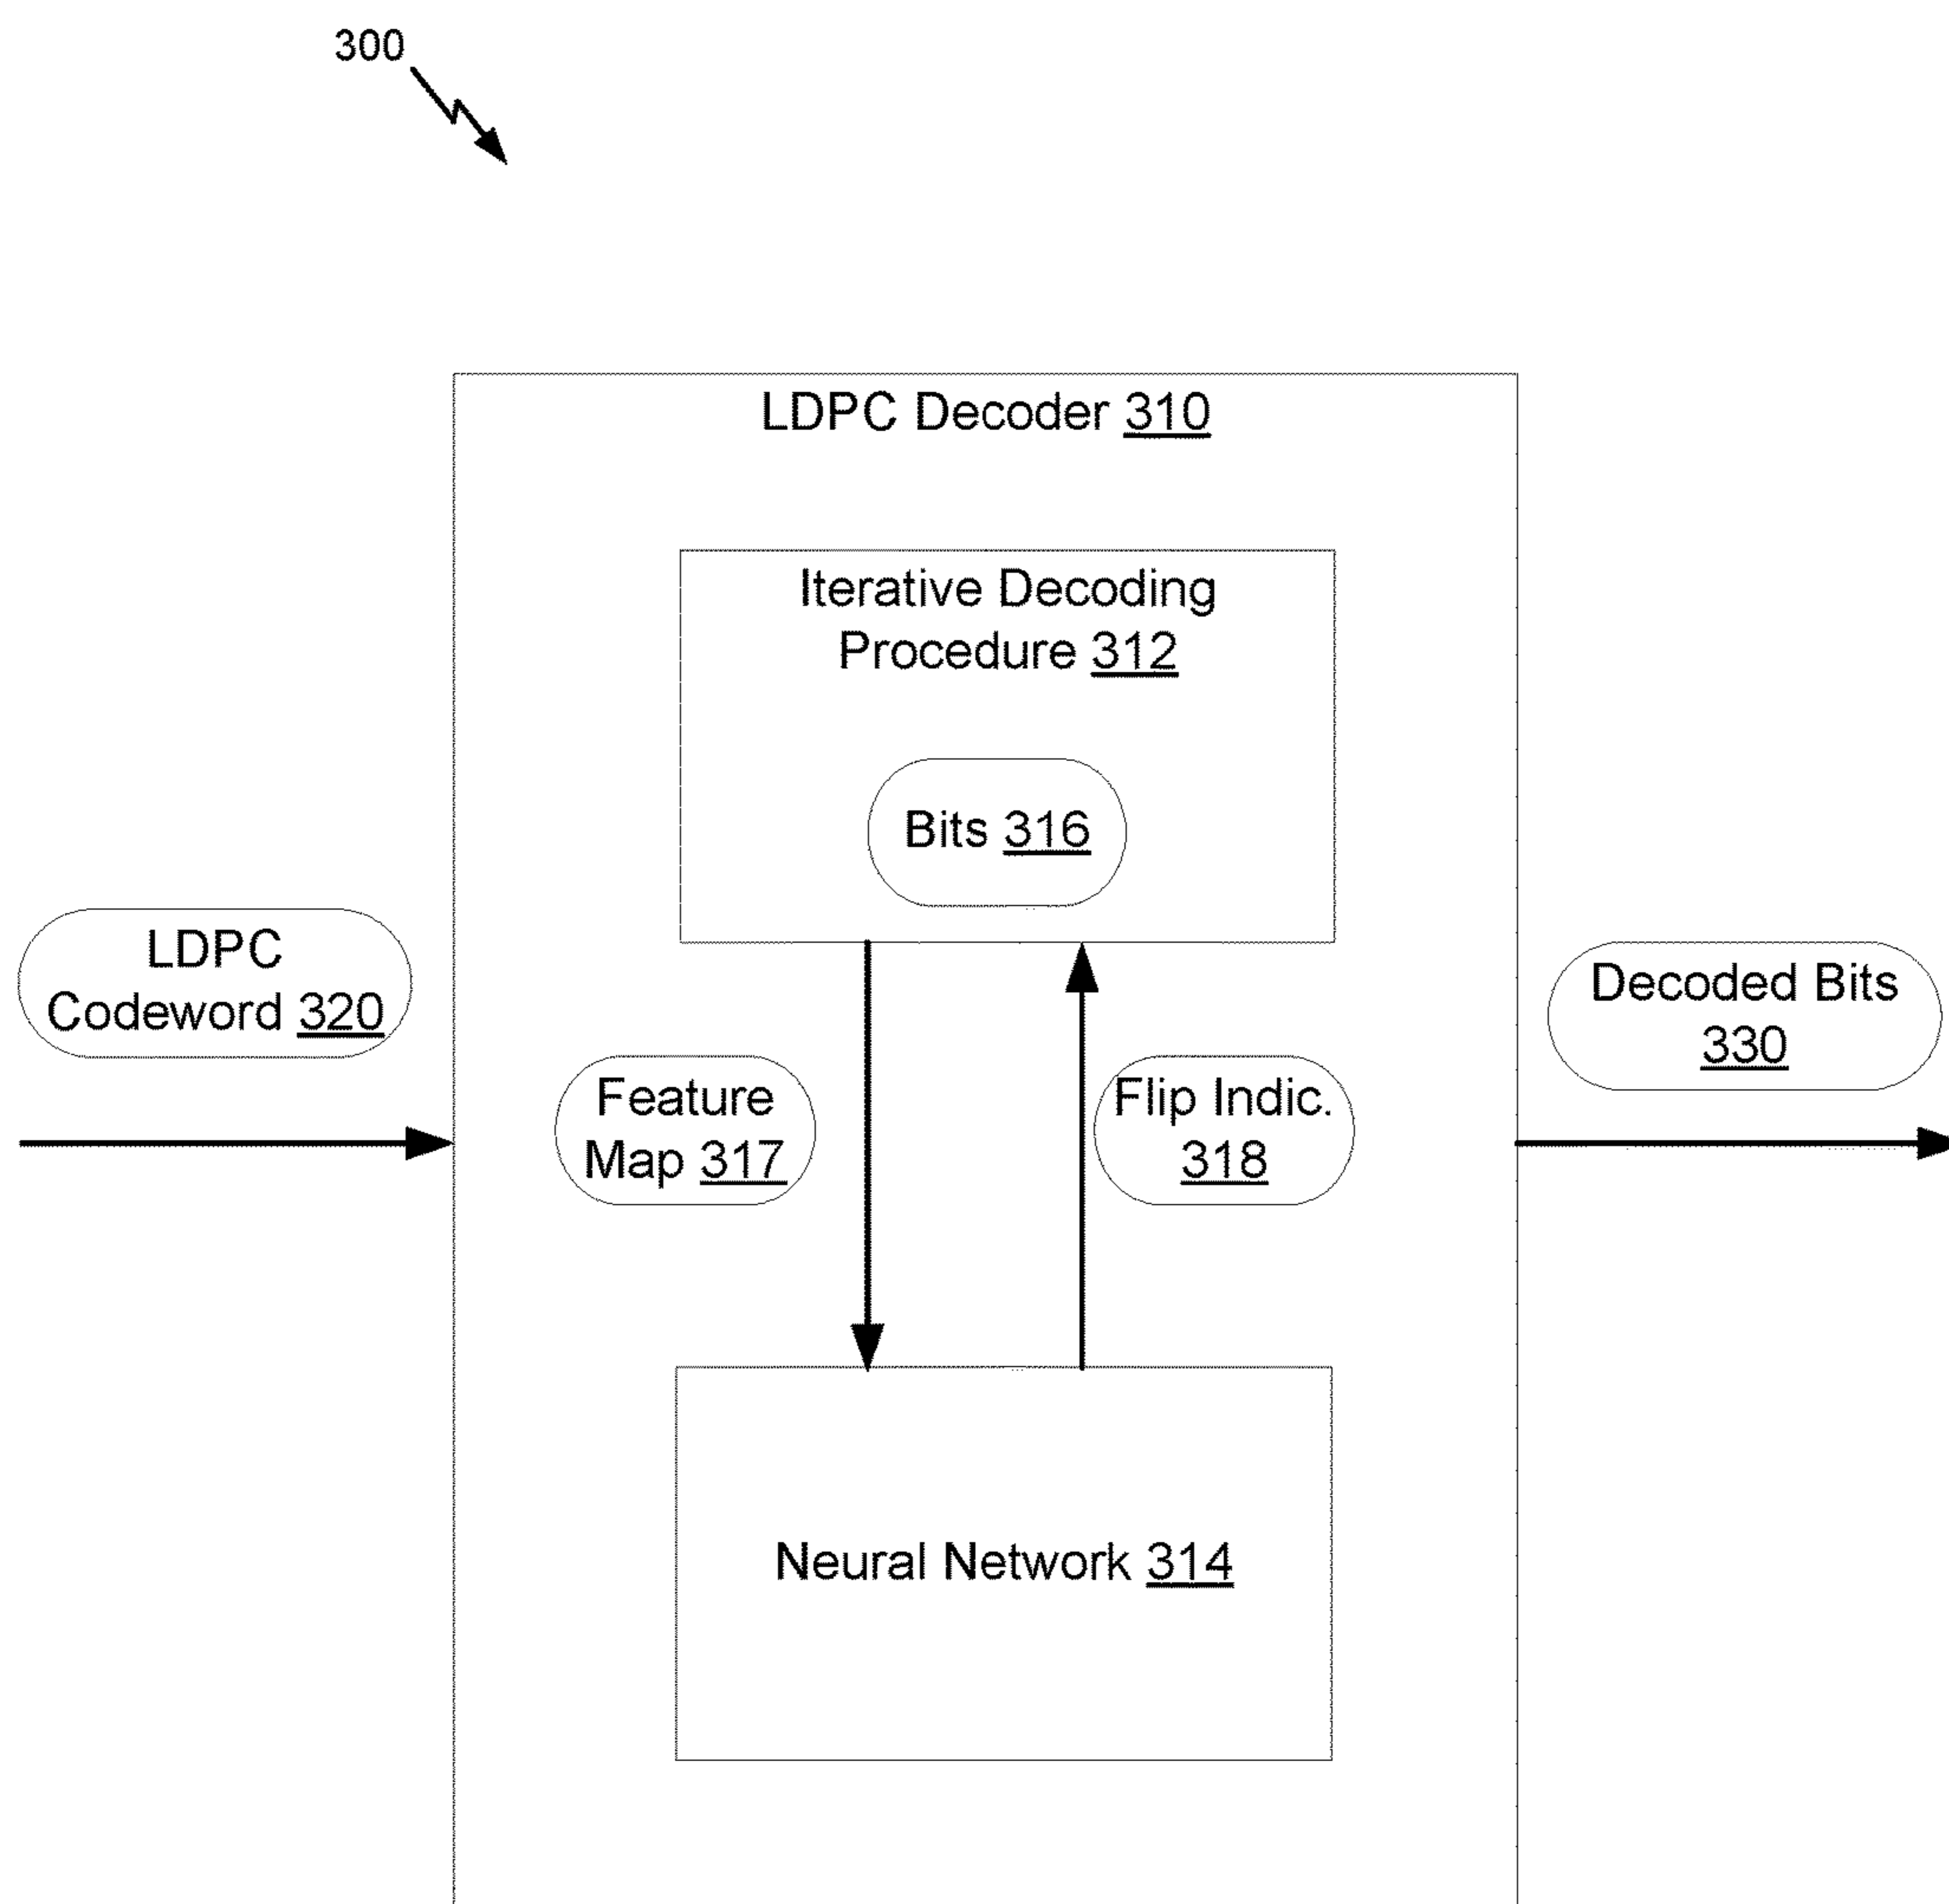 300
LDPC Decoder 310
Iterative Decoding
Procedure 312
Bits 316
LDPC
Codeword 320
Decoded Bits
330
Feature
Map 317
Flip Indic.
318
Neural Network 314